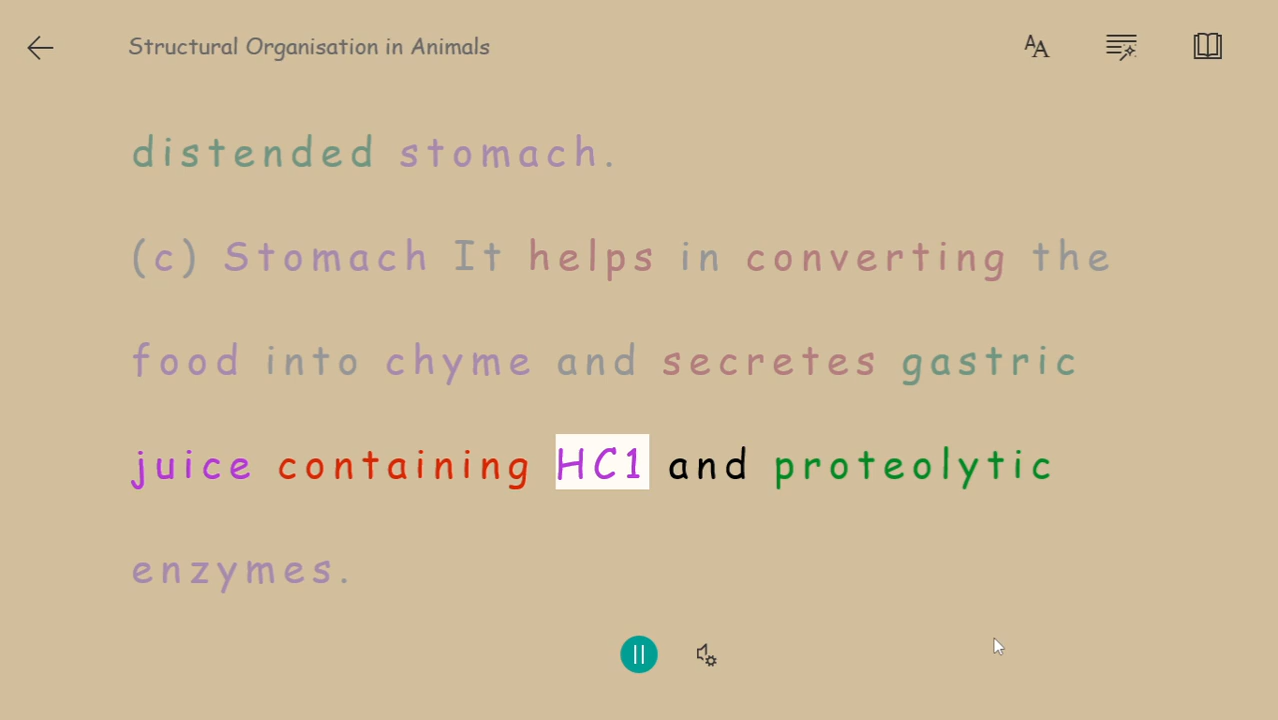 Structural Organisation in Animals
distended stomach.
(c) Stomach It helps in converting the
food into chyme and secretes gastric
juice containing HC1 and proteolytic
enzymes.